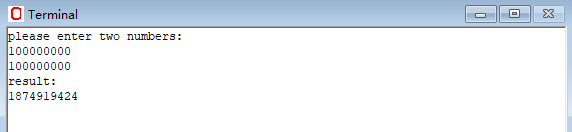 Terminal
please enter two numbers:
100000000
100000000
result:
1874919424